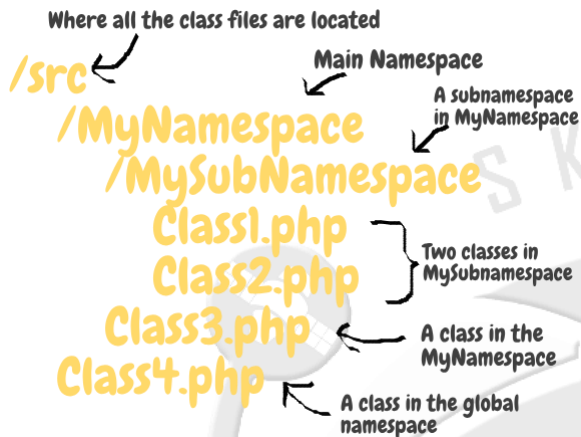 Where all the class files are located
/src
Main Namespace
/MyNamespace
A subnamespace
in MyNamespace
/MySubNamespace
Class1.php
Class2.php
Two classes in
MySubnamespace
Class3.php
A class in the
MyNamespace
Class4.php
A class in the global
namespace
S K